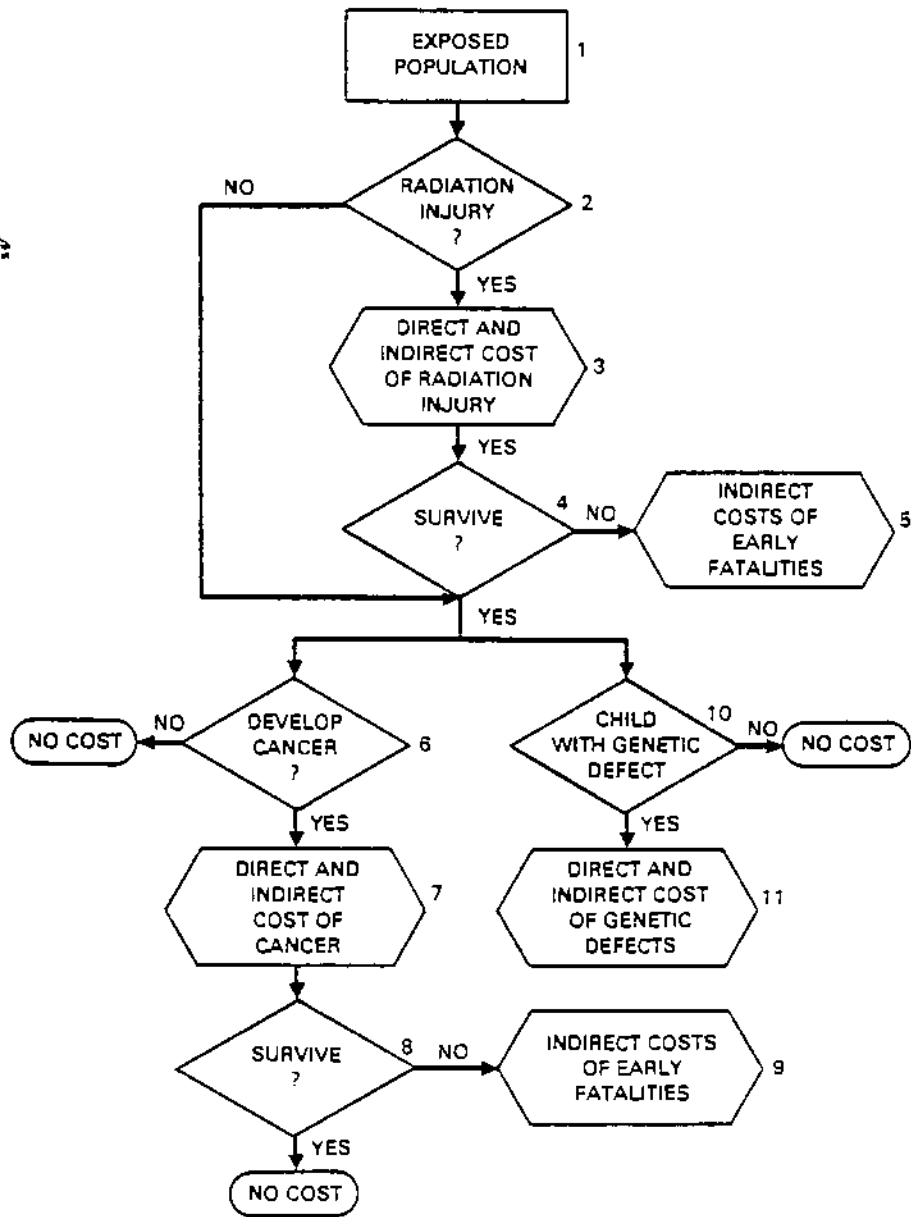 EXPOSED
POPULATION
1
NO
RADIATION
INJURY
?
2
YES
DIRECT AND
INDIRECT COST
OF RADIATION
INJURY
3
YES
SURVIVE
?
4
NO
INDIRECT
COSTS OF
EARLY
FATALITIES
5
YES
NO COST
NO
DEVELOP
CANCER
?
6
CHILD
WITH GENETIC
DEFECT
10
NO
NO COST
YES
YES
DIRECT AND
INDIRECT
COST OF
CANCER
7
DIRECT AND
INDIRECT COST
OF GENETIC
DEFECTS
11
SURVIVE
?
8
NO
INDIRECT COSTS
OF EARLY
FATALITIES
9
YES
NO COST